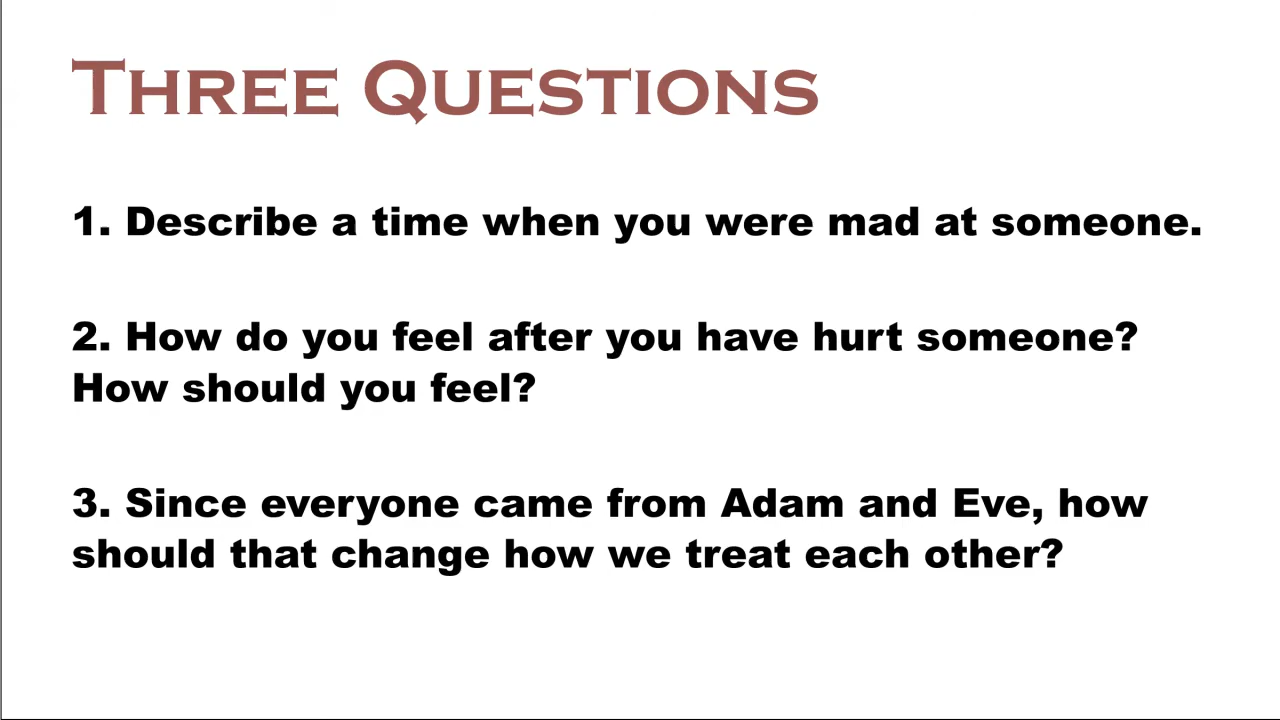 Three Questions
1. Describe a time when you were mad at someone.
2. How do you feel after you have hurt someone?
How should you feel?
3. Since everyone came from Adam and Eve, how
should that change how we treat each other?